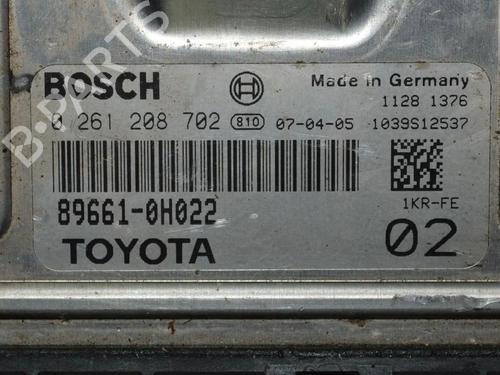 B-PARTS
BOSCH
Made in Germany
1128 1376
0 261 208 702 810 07-04-05 1039S12537
89661-0H022
1KR-FE
TOYOTA
02